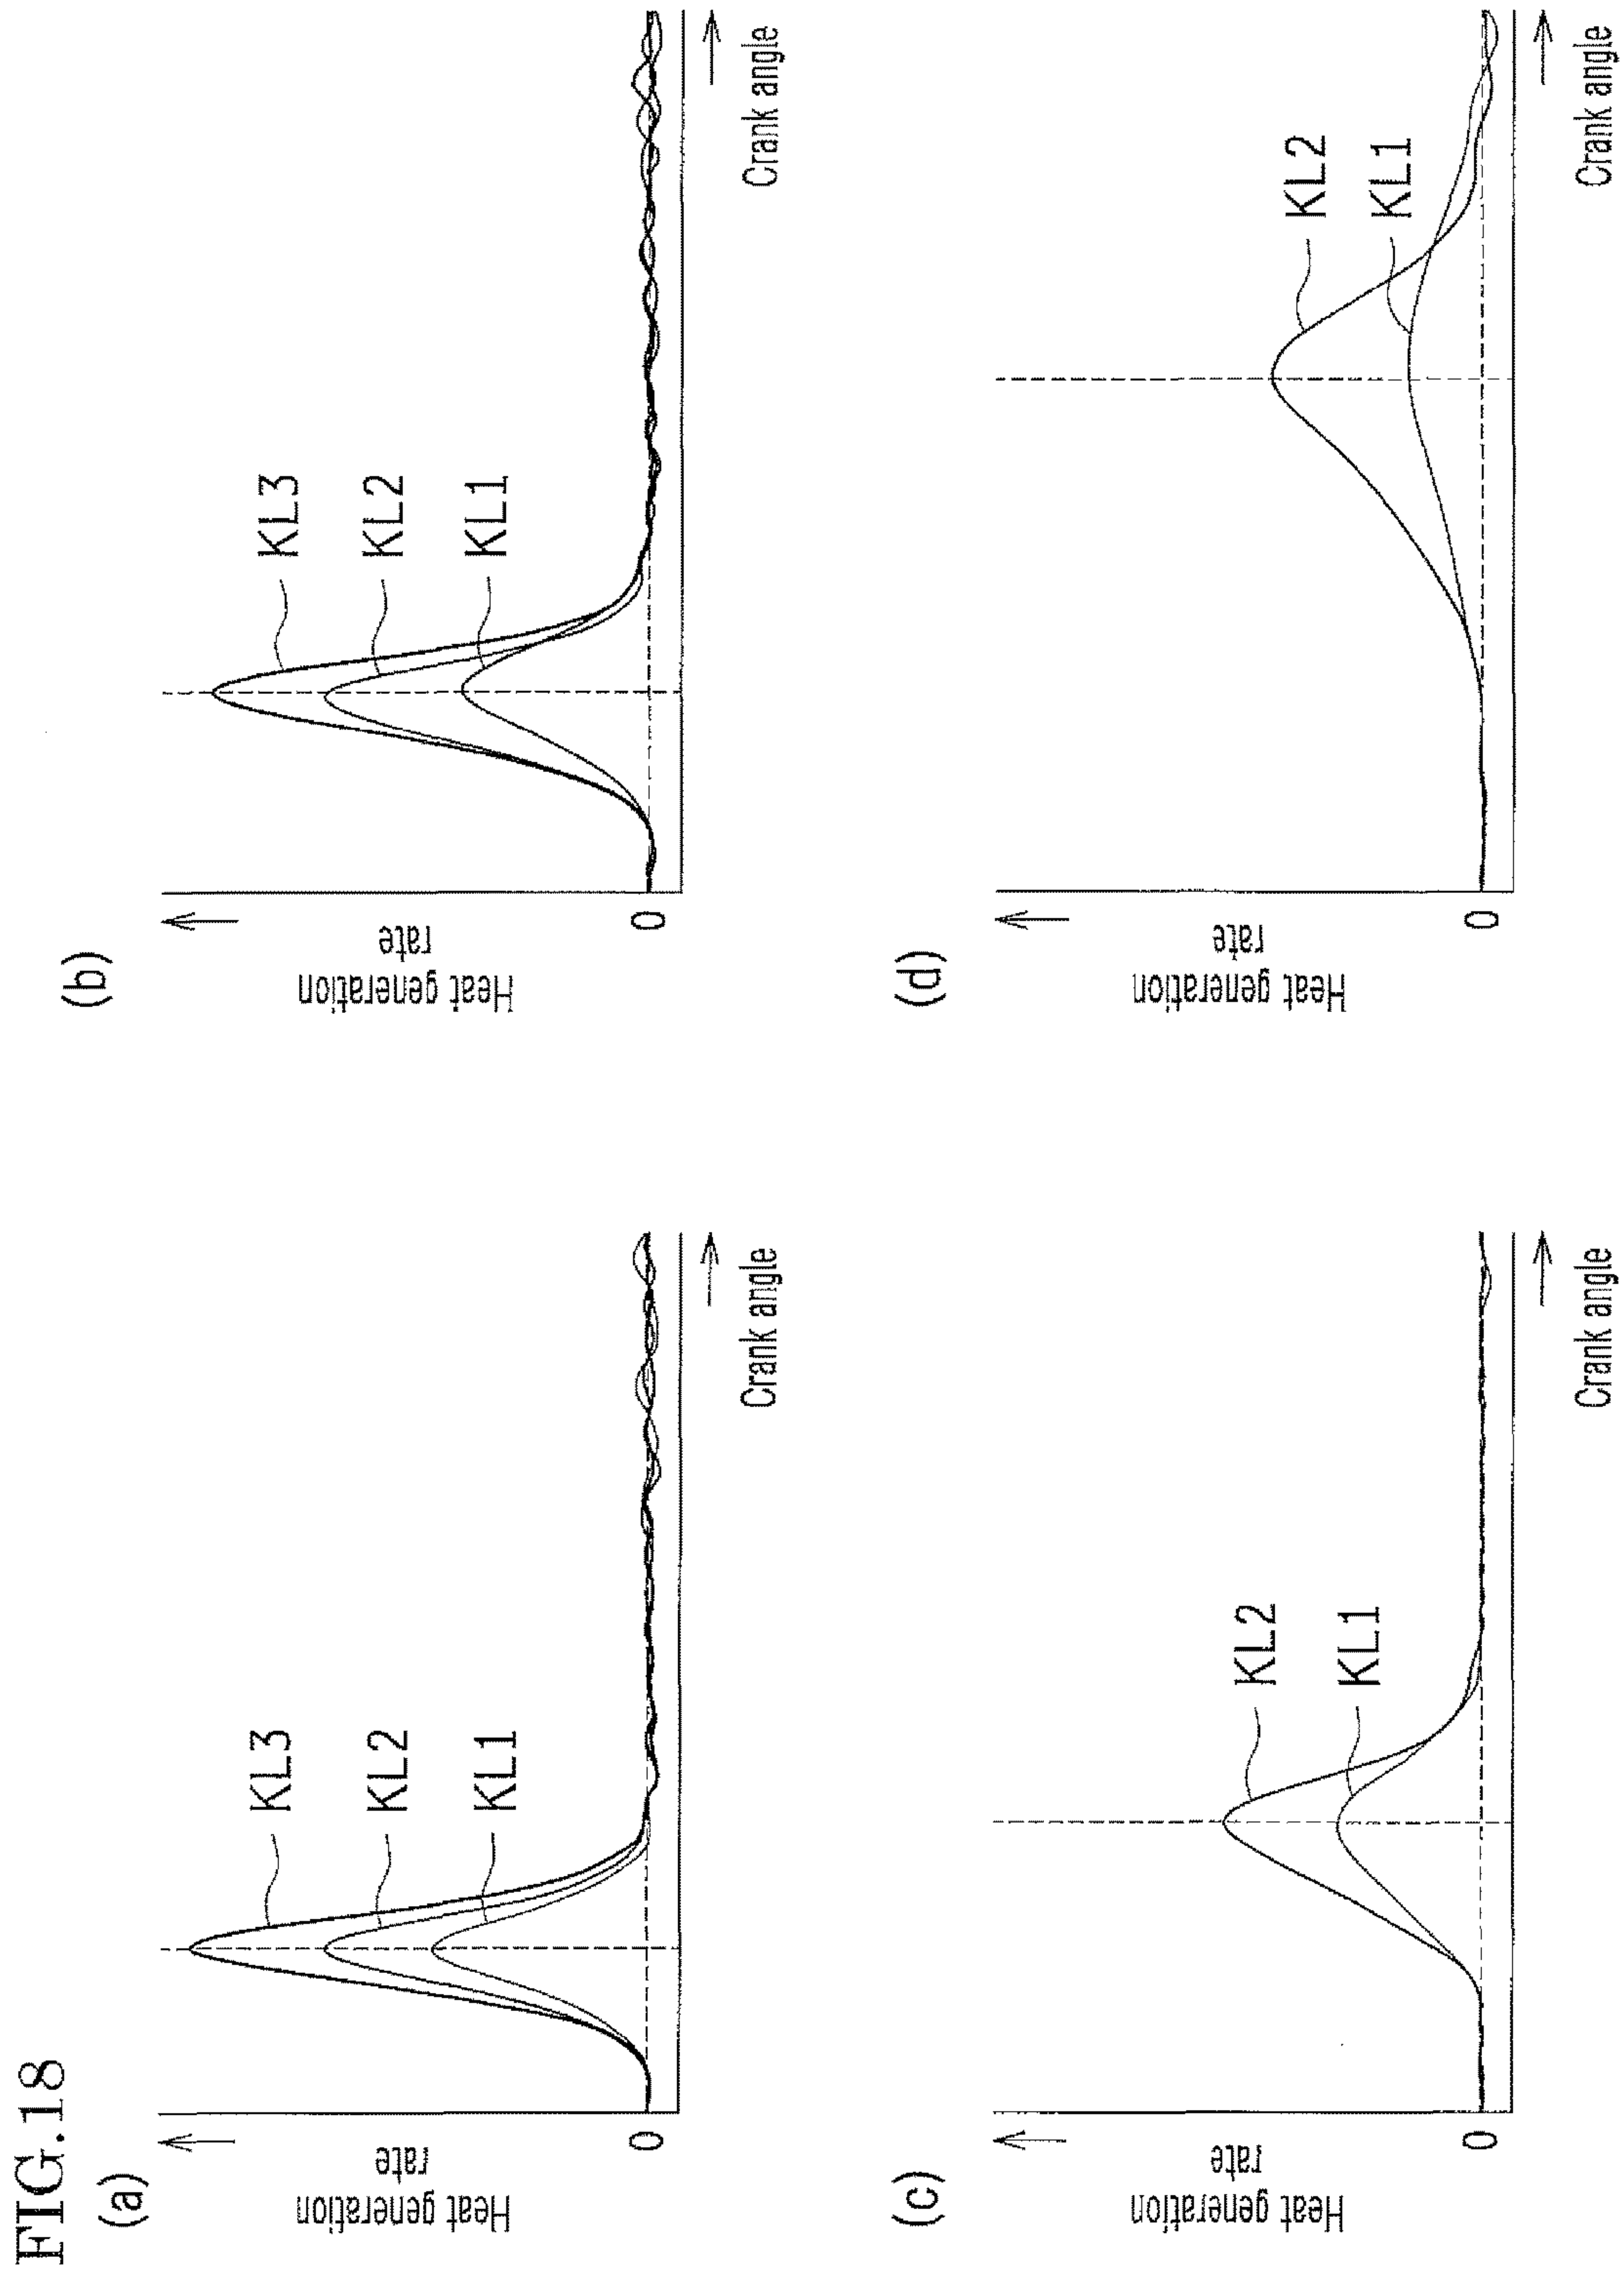 FIG.18
(a)
Heat generation
rate
0
KL3
KL2
KL1
Crank angle
(b)
Heat generation
rate
0
KL3
KL2
KL1
Crank angle
(c)
Heat generation
rate
0
KL2
KL1
Crank angle
(d)
Heat generation
rate
0
KL2
KL1
Crank angle